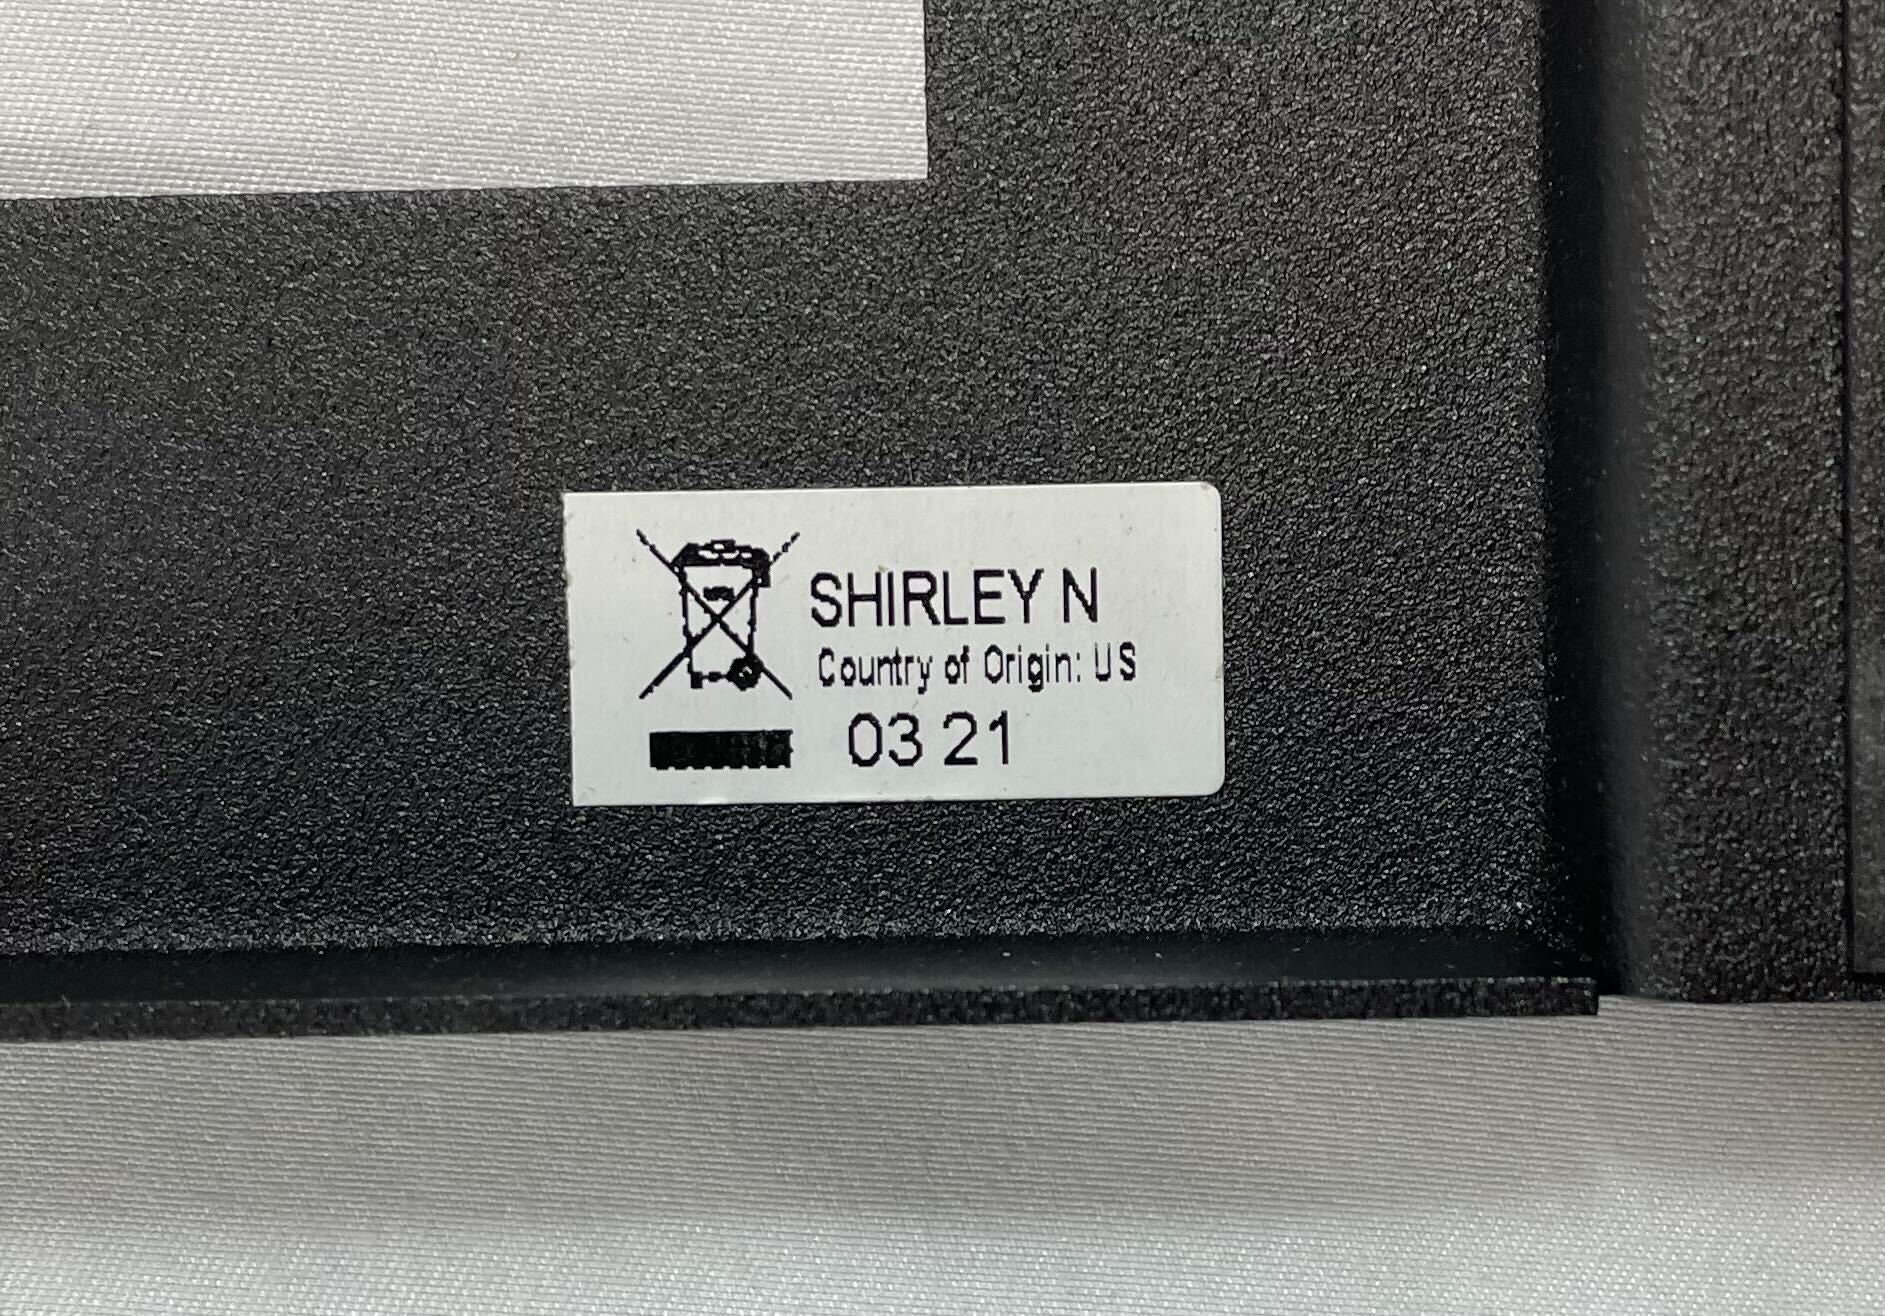 SHIRLEY N
Country of Origin: US
03 21